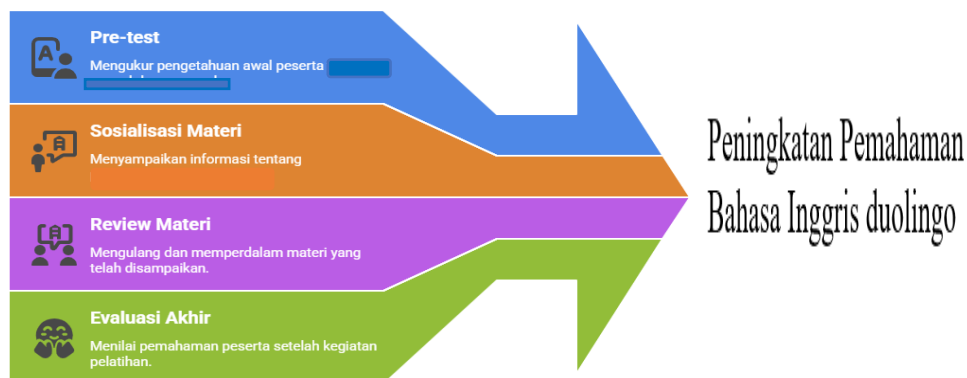 Pre-test
Mengukur pengetahuan awal peserta
Sosialisasi Materi
Menyampaikan informasi tentang
Review Materi
Mengulang dan memperdalam materi yang
telah disampaikan.
Evaluasi Akhir
Menilai pemahaman peserta setelah kegiatan
pelatihan.
Peningkatan Pemahaman
Bahasa Inggris duolingo